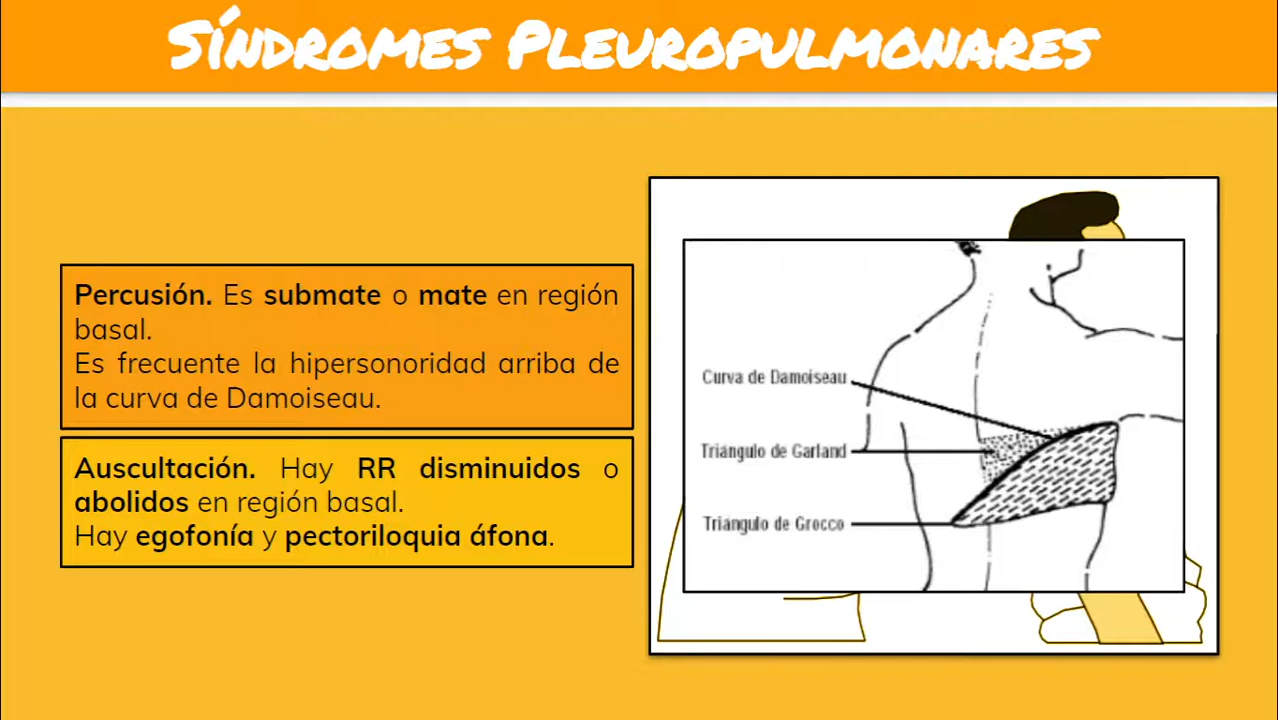 Síndromes Pleuropulmonares
Percusión. Es submate o mate en región
basal.
Es frecuente la hipersonoridad arriba de
la curva de Damoiseau.
Auscultación. Hay RR disminuidos o
abolidos en región basal.
Hay egofonía y pectoriloquia áfona.
Curva de Damoiseau
Triángulo de Garland
Triángulo de Grocco